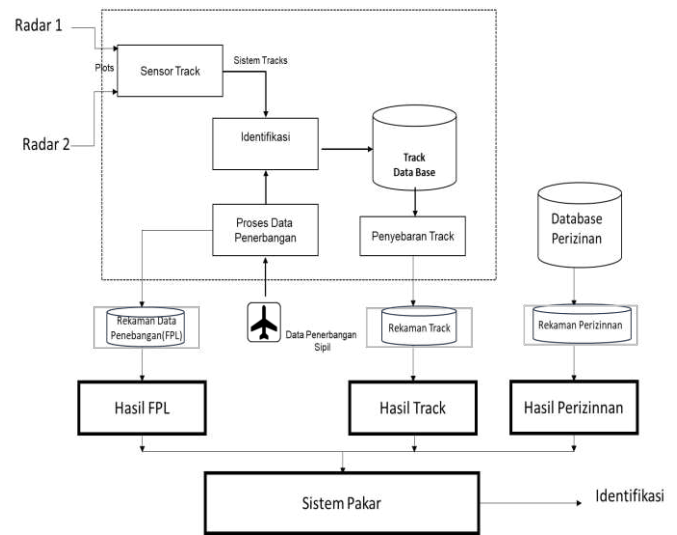 Radar 1
Plots
Sensor Track
Sistem Tracks
Radar 2
Identifikasi
Track
Data Base
Proses Data
Penerbangan
Penyebaran Track
Database
Perizinan
Rekaman Data
Penebangan(FPL)
Data Penerbangan
Sipil
Rekaman Track
Rekaman Perizinnan
Hasil FPL
Hasil Track
Hasil Perizinnan
Sistem Pakar
Identifikasi